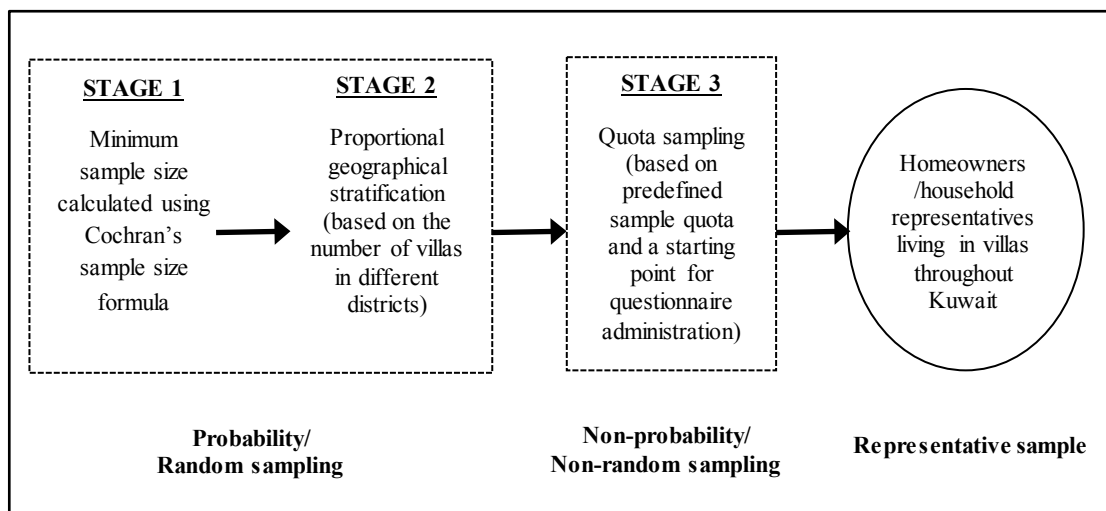 STAGE 1
Minimum
sample size
calculated using
Cochran's
sample size
formula
STAGE 2
Proportional
geographical
stratification
(based on the
number of villas
in different
districts)
STAGE 3
Quota sampling
(based on
predefined
sample quota
and a starting
point for
questionnaire
administration)
Homeowners
/household
representatives
living in villas
throughout
Kuwait
Probability/
Random sampling
Non-probability/
Non-random sampling
Representative sample